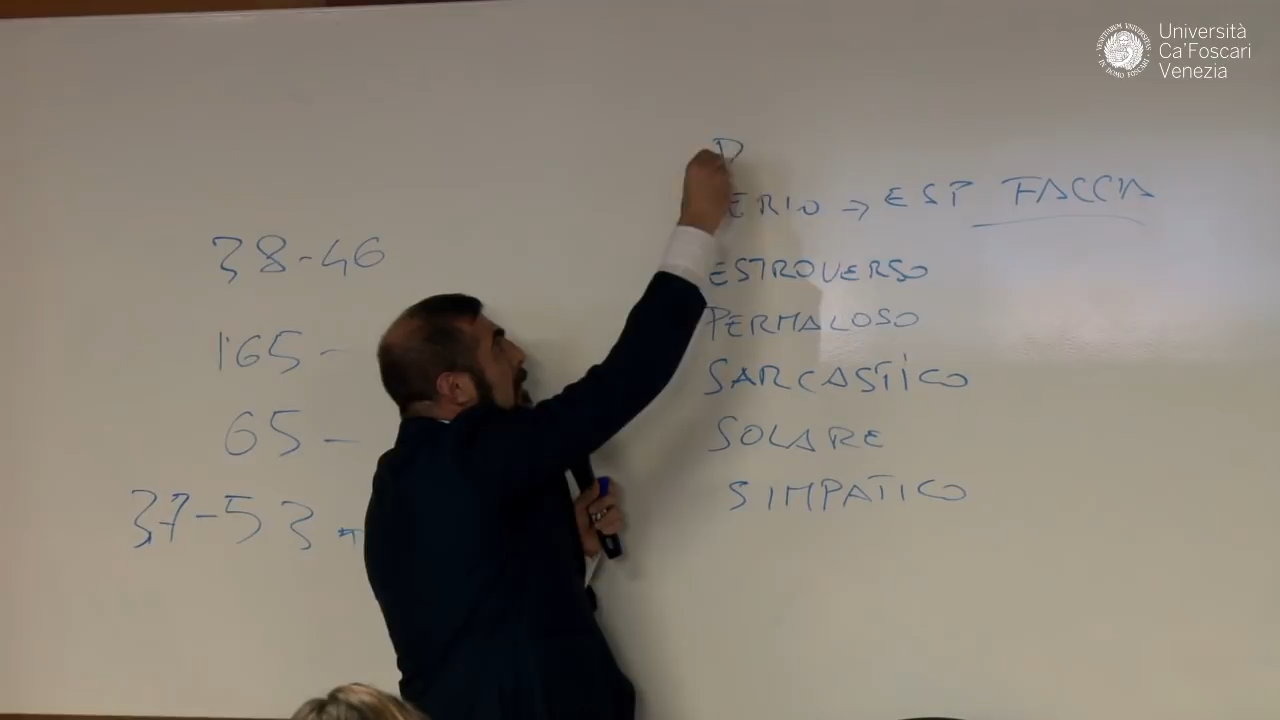 Università
Ca'Foscari
Venezia
ERIO → ESP FACCIA
ESTROVERSO
PERMALOSO
SARCASTICO
SOLARE
SIMPATICO
38-46
165 -
65 -
37-53